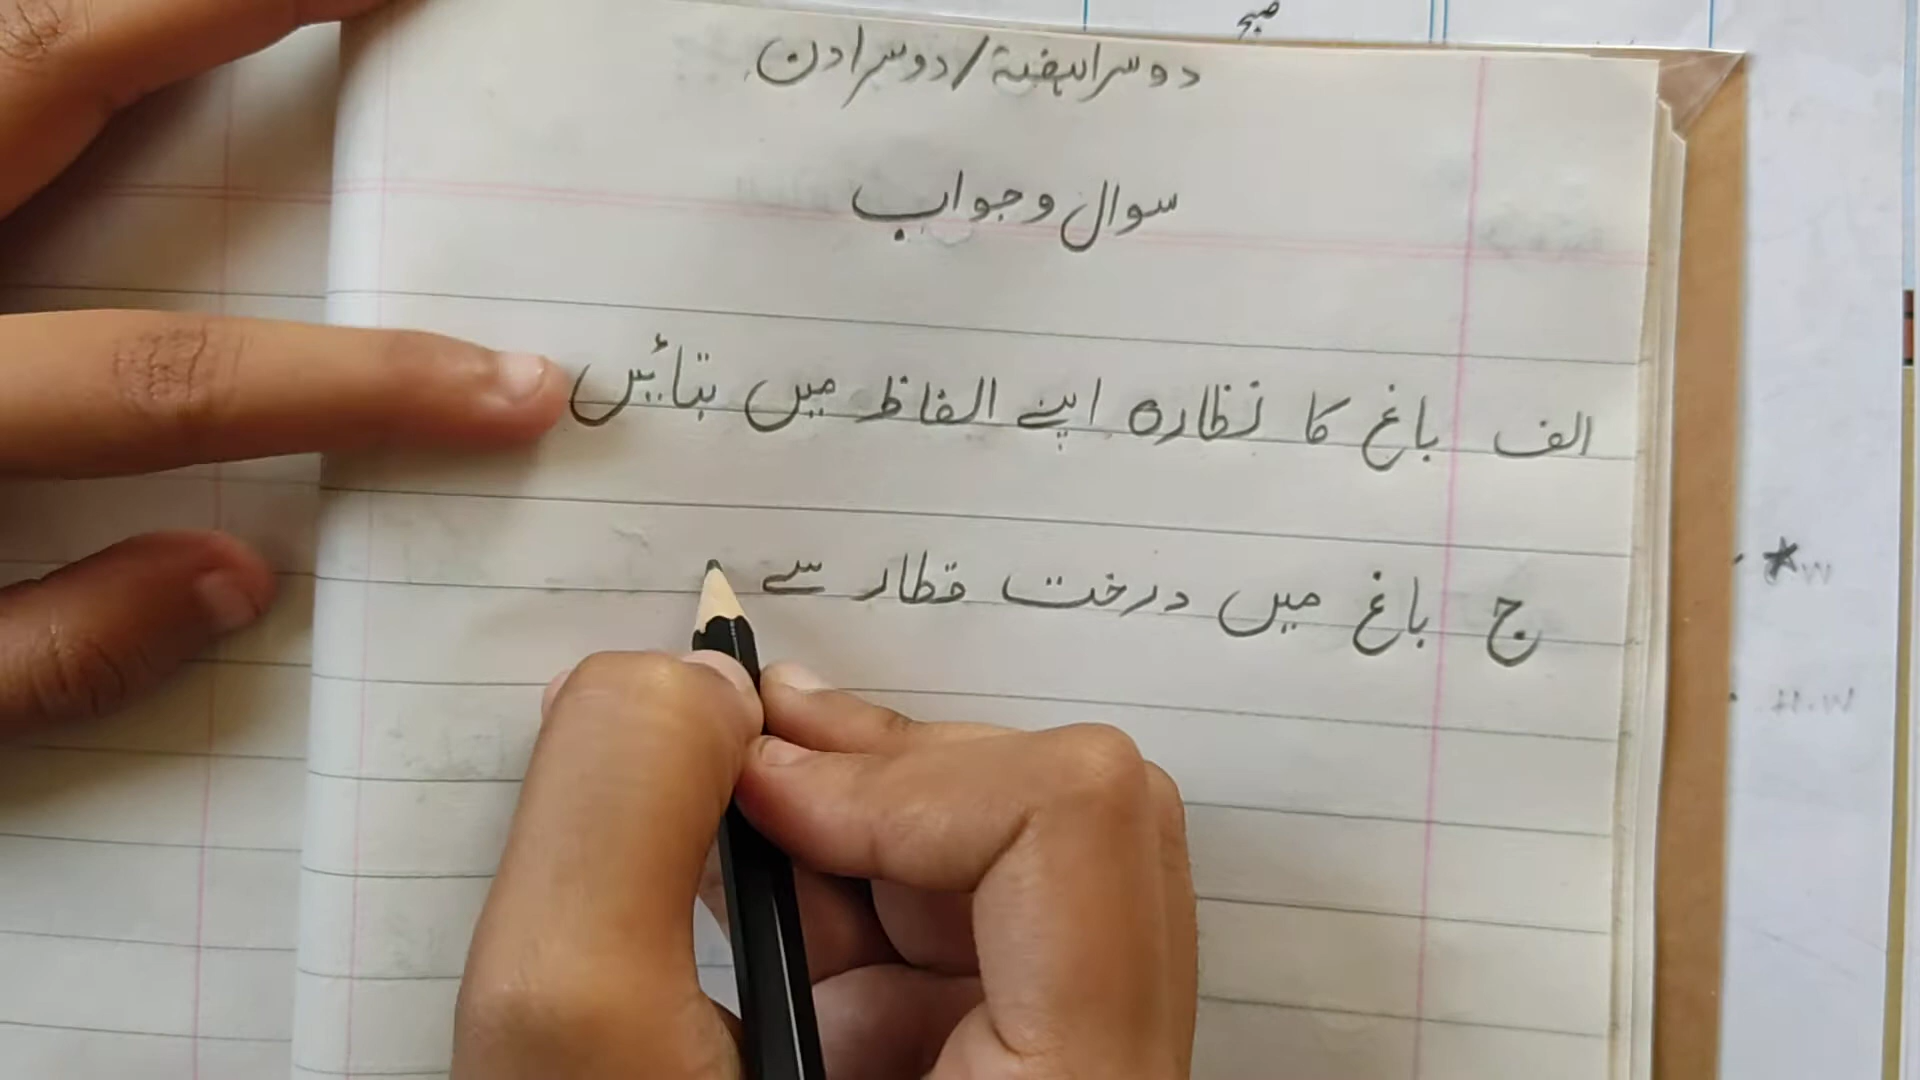 صبح
دوسرا ہفتہ / دوسرا دن
سوال و جواب
الف باغ کا نظارہ اپنے الفاظ میں بتائیں
ج باغ میں درخت قطار سے